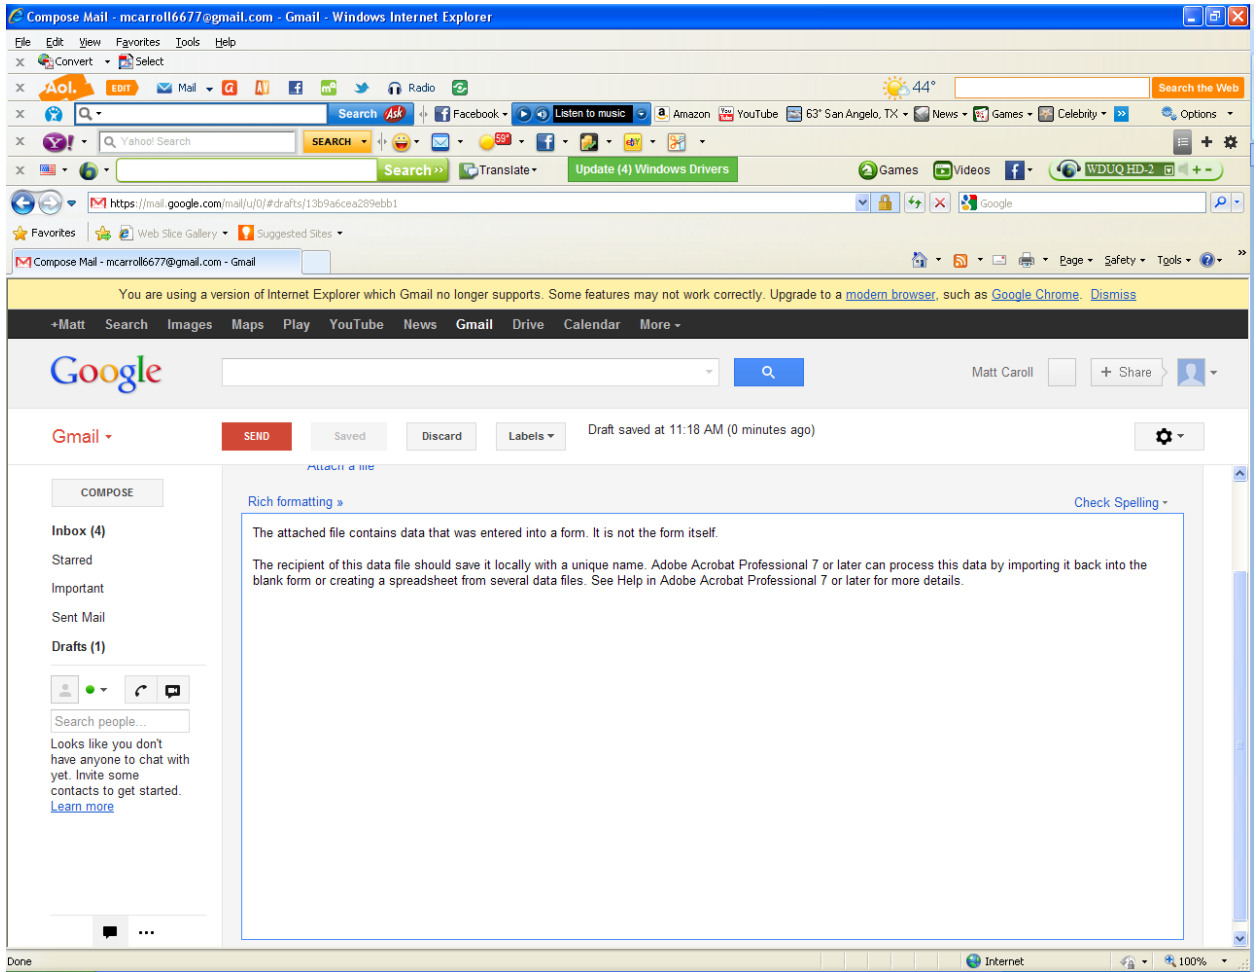 Compose Mail - mcarroll6677@gmail.com - Gmail - Windows Internet Explorer
File Edit View Favorites Tools Help
x Convert Select
x Aol. EDIT Mail Radio 44° Search the Web
x Search Ask Facebook Listen to music Amazon YouTube 63° San Angelo, TX News Games Celebrity Options
x Y! Yahoo! Search SEARCH 59° ebY
x Search Translate Update (4) Windows Drivers Games Videos WDUQ HD-2
https://mail.google.com/mail/u/0/#drafts/13b9a6cea289ebb1 Google
Favorites Web Slice Gallery Suggested Sites
Compose Mail - mcarroll6677@gmail.com - Gmail Page Safety Tools
You are using a version of Internet Explorer which Gmail no longer supports. Some features may not work correctly. Upgrade to a modern browser, such as Google Chrome. Dismiss
+Matt Search Images Maps Play YouTube News Gmail Drive Calendar More
Google Matt Caroll + Share
Gmail SEND Saved Discard Labels Draft saved at 11:18 AM (0 minutes ago)
Attach a file
COMPOSE
Rich formatting » Check Spelling
Inbox (4)
Starred
Important
Sent Mail
Drafts (1)
Search people...
Looks like you don't
have anyone to chat with
yet. Invite some
contacts to get started.
Learn more
The attached file contains data that was entered into a form. It is not the form itself.
The recipient of this data file should save it locally with a unique name. Adobe Acrobat Professional 7 or later can process this data by importing it back into the
blank form or creating a spreadsheet from several data files. See Help in Adobe Acrobat Professional 7 or later for more details.
Done Internet 100%